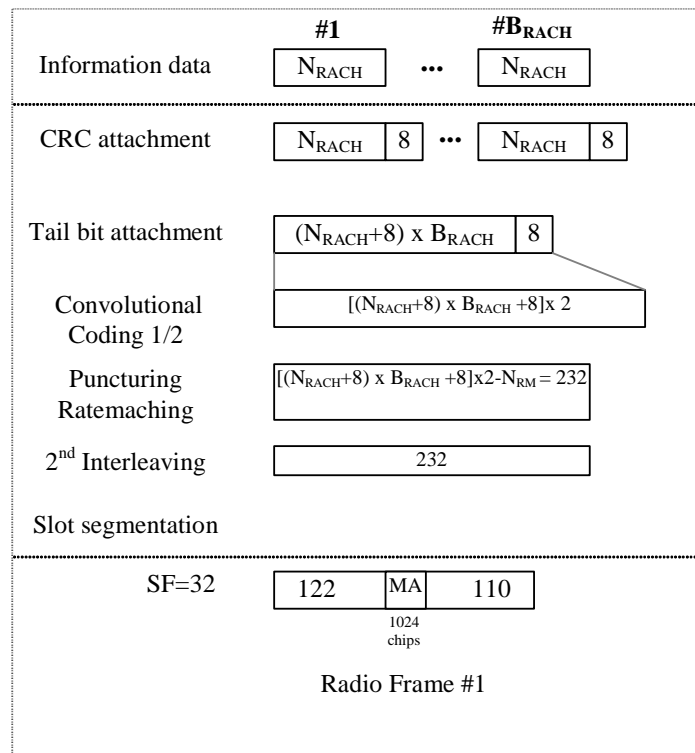 #1 #B_RACH
Information data N_RACH ... N_RACH
CRC attachment N_RACH 8 ... N_RACH 8
Tail bit attachment (N_RACH+8) x B_RACH 8
Convolutional Coding 1/2 [(N_RACH+8) x B_RACH +8]x 2
Puncturing Ratemaching [(N_RACH+8) x B_RACH +8]x2-N_RM = 232
2nd Interleaving 232
Slot segmentation
SF=32 122 MA 110
1024
chips
Radio Frame #1